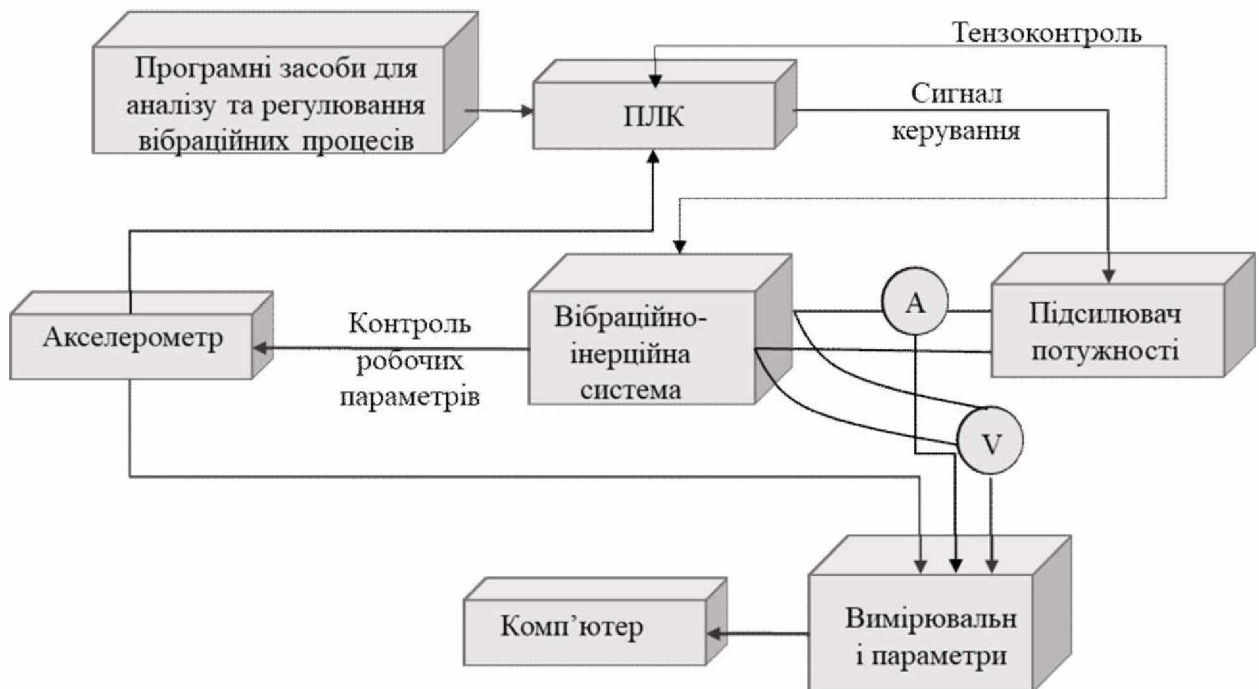 Тензоконтроль
Програмні засоби для
аналізу та регулювання
вібраційних процесів
ПЛК
Сигнал
керування
Акселерометр
Контроль
робочих
параметрів
Вібраційно-
інерційна
система
А
Підсилювач
потужності
V
Комп’ютер
Вимірювальн
і параметри